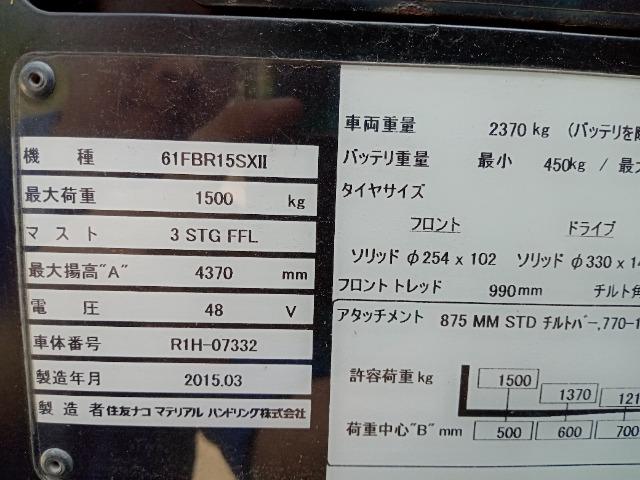 機 種 61FBR15SXII
最大荷重 1500 kg
マ ス ト 3 STG FFL
最大揚高"A" 4370 mm
電 圧 48 V
車体番号 R1H-07332
製造年月 2015.03
製 造 者 住友ナコ マテリアル ハンドリング株式会社
車両重量 2370 kg (バッテリを
バッテリ重量 最小 450kg / 最
タイヤサイズ
フロント ドライブ
ソリッド φ254 x 102 ソリッド φ330 x
フロントトレッド 990mm チルト角
アタッチメント 875 MM STD チルトバー,770-1
許容荷重 kg 1500 1370 121
荷重中心"B" mm 500 600 700